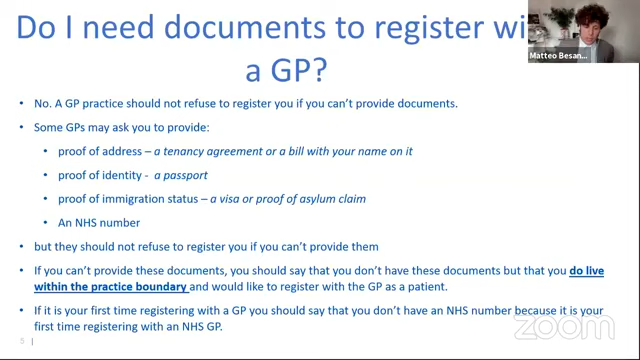 Do I need documents to register wi
a GP?
Matteo Besan...
• No. A GP practice should not refuse to register you if you can't provide documents.
• Some GPs may ask you to provide:
• proof of address – a tenancy agreement or a bill with your name on it
• proof of identity - a passport
• proof of immigration status – a visa or proof of asylum claim
• An NHS number
• but they should not refuse to register you if you can't provide them
• If you can't provide these documents, you should say that you don't have these documents but that you do live
within the practice boundary and would like to register with the GP as a patient.
• If it is your first time registering with a GP you should say that you don't have an NHS number because it is your
first time registering with an NHS GP.
5 |
zoom